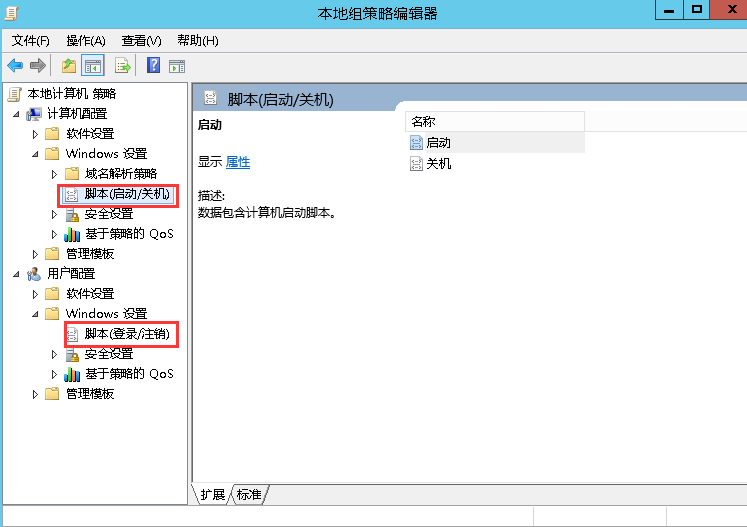 本地组策略编辑器
文件(F) 操作(A) 查看(V) 帮助(H)
本地计算机 策略
计算机配置
软件设置
Windows 设置
域名解析策略
脚本(启动/关机)
安全设置
基于策略的 QoS
管理模板
用户配置
软件设置
Windows 设置
脚本(登录/注销)
安全设置
基于策略的 QoS
管理模板
脚本(启动/关机)
启动
显示 属性
描述:
数据包含计算机启动脚本。
名称
启动
关机
扩展 标准